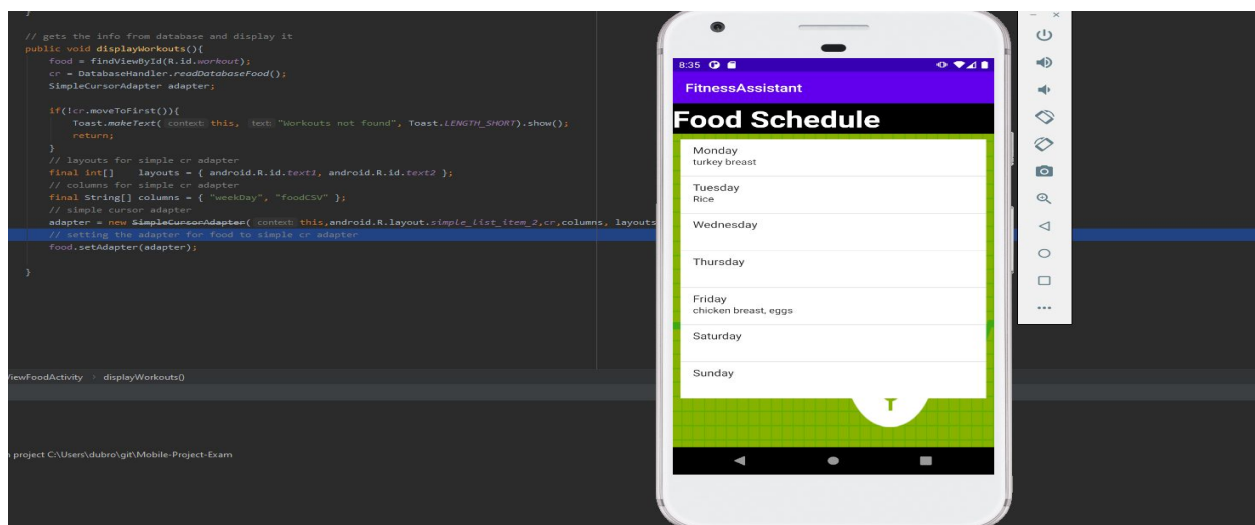 }
// gets the info from database and display it
public void displayWorkouts(){
food = findViewById(R.id.workout);
cr = DatabaseHandler.readDatabaseFood();
SimpleCursorAdapter adapter;
if(!cr.moveToFirst()){
Toast.makeText( context: this, text: "Workouts not found", Toast.LENGTH_SHORT).show();
return;
}
// layouts for simple cr adapter
final int[] layouts = { android.R.id.text1, android.R.id.text2 };
// columns for simple cr adapter
final String[] columns = { "weekDay", "foodCSV" };
// simple cursor adapter
adapter = new SimpleCursorAdapter( context: this,android.R.layout.simple_list_item_2,cr,columns, layouts
// setting the adapter for food to simple cr adapter
food.setAdapter(adapter);
}
ViewFoodActivity > displayWorkouts()
project C:\Users\dubro\git\Mobile-Project-Exam
8:35
FitnessAssistant
Food Schedule
Monday
turkey breast
Tuesday
Rice
Wednesday
Thursday
Friday
chicken breast, eggs
Saturday
Sunday